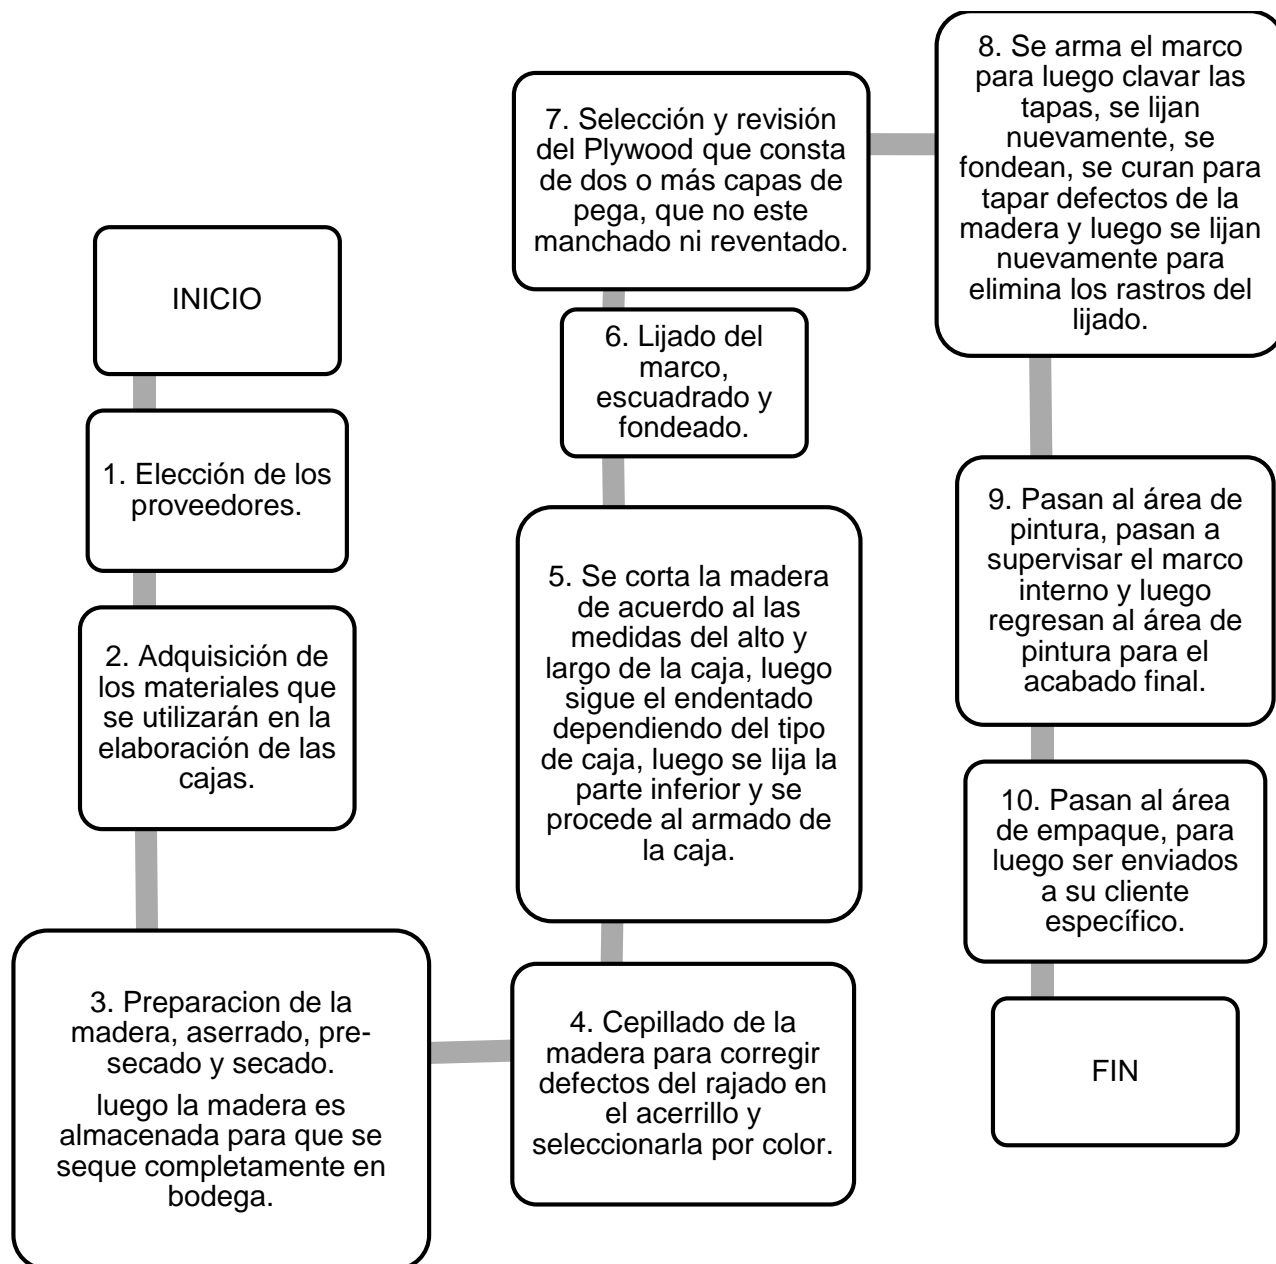 INICIO
1. Elección de los
proveedores.
2. Adquisición de
los materiales que
se utilizarán en la
elaboración de las
cajas.
3. Preparacion de la
madera, aserrado, pre-
secado y secado.
luego la madera es
almacenada para que se
seque completamente en
bodega.
4. Cepillado de la
madera para corregir
defectos del rajado en
el acerrillo y
seleccionarla por color.
5. Se corta la madera
de acuerdo al las
medidas del alto y
largo de la caja, luego
sigue el endentado
dependiendo del tipo
de caja, luego se lija la
parte inferior y se
procede al armado de
la caja.
6. Lijado del
marco,
escuadrado y
fondeado.
7. Selección y revisión
del Plywood que consta
de dos o más capas de
pega, que no este
manchado ni reventado.
8. Se arma el marco
para luego clavar las
tapas, se lijan
nuevamente, se
fondean, se curan para
tapar defectos de la
madera y luego se lijan
nuevamente para
elimina los rastros del
lijado.
9. Pasan al área de
pintura, pasan a
supervisar el marco
interno y luego
regresan al área de
pintura para el
acabado final.
10. Pasan al área
de empaque, para
luego ser enviados
a su cliente
específico.
FIN